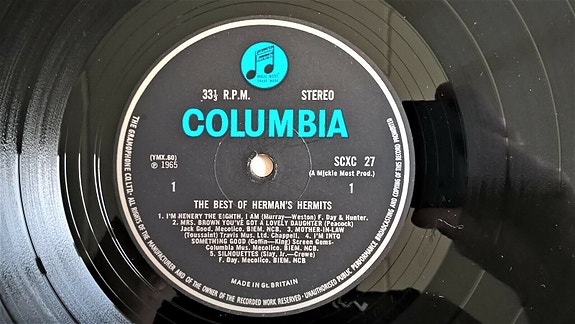 33⅓ R.P.M. STEREO
COLUMBIA
(YMX.60) SCXC 27
℗ 1965 (A Mickie Most Prod.)
1 1
THE BEST OF HERMAN'S HERMITS
1. I'M HENERY THE EIGHTH, I AM (Murray—Weston) F. Day & Hunter.
2. MRS. BROWN YOU'VE GOT A LOVELY DAUGHTER (Peacock)
Jack Good, Mecolico. BIEM. NCB. 3. MOTHER-IN-LAW
(Toussaint) Travis Mus. Ltd. Chappell. 4. I'M INTO
SOMETHING GOOD (Goffin—King) Screen Gems-
Columbia Mus. Mecolico. BIEM. NCB.
5. SILHOUETTES (Slay, Jr.—Crewe)
F. Day. Mecolico. BIEM. NCB.
MADE IN GT. BRITAIN
THE GRAMOPHONE CO. LTD. ALL RIGHTS OF THE MANUFACTURER AND OF THE OWNER OF THE RECORDED WORK RESERVED · UNAUTHORISED PUBLIC PERFORMANCE BROADCASTING AND COPYING OF THIS RECORD PROHIBITED